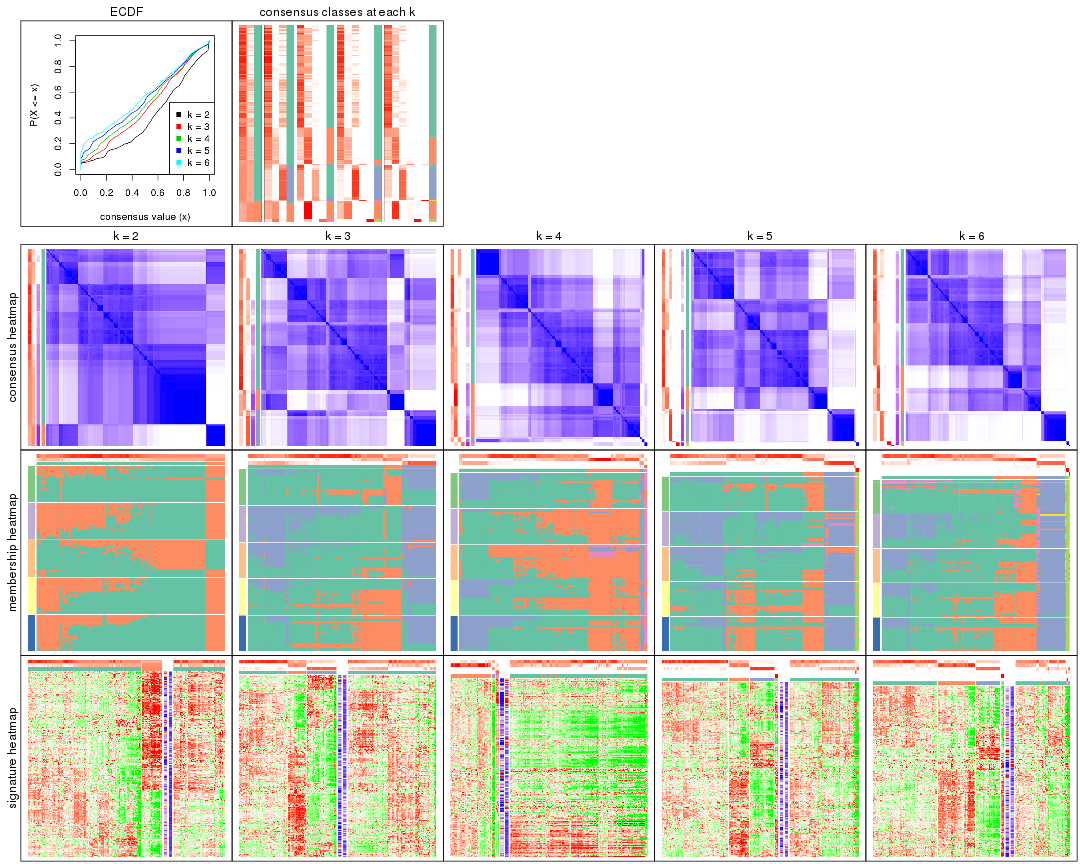 ECDF
consensus classes at each k
P(X <= x)
0.0 0.2 0.4 0.6 0.8 1.0
k = 2
k = 3
k = 4
k = 5
k = 6
0.0 0.2 0.4 0.6 0.8 1.0
consensus value (x)
k = 2
k = 3
k = 4
k = 5
k = 6
consensus heatmap
membership heatmap
signature heatmap